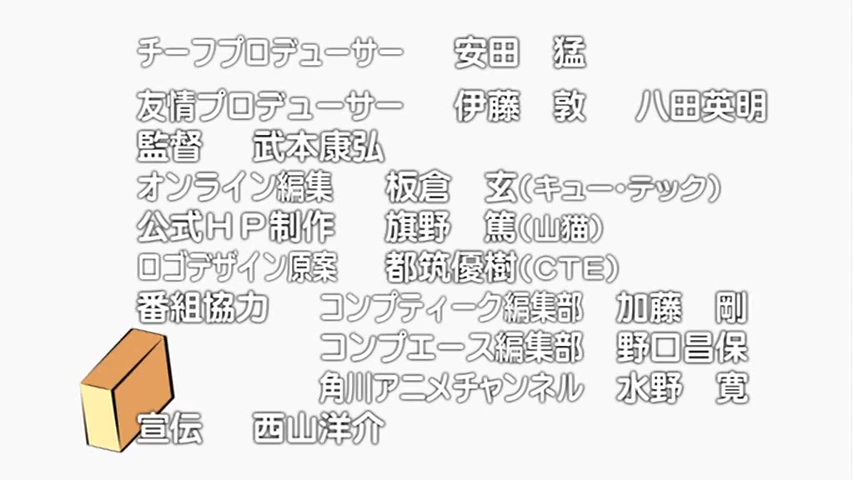 チーフプロデューサー　安田　猛
友情プロデューサー　伊藤　敦　八田英明
監督　武本康弘
オンライン編集　板倉　玄(キュー・テック)
公式HP制作　旗野　篤(山猫)
ロゴデザイン原案　都筑優樹(CTE)
番組協力　コンプティーク編集部　加藤　剛
コンプエース編集部　野口昌保
角川アニメチャンネル　水野　寛
宣伝　西山洋介